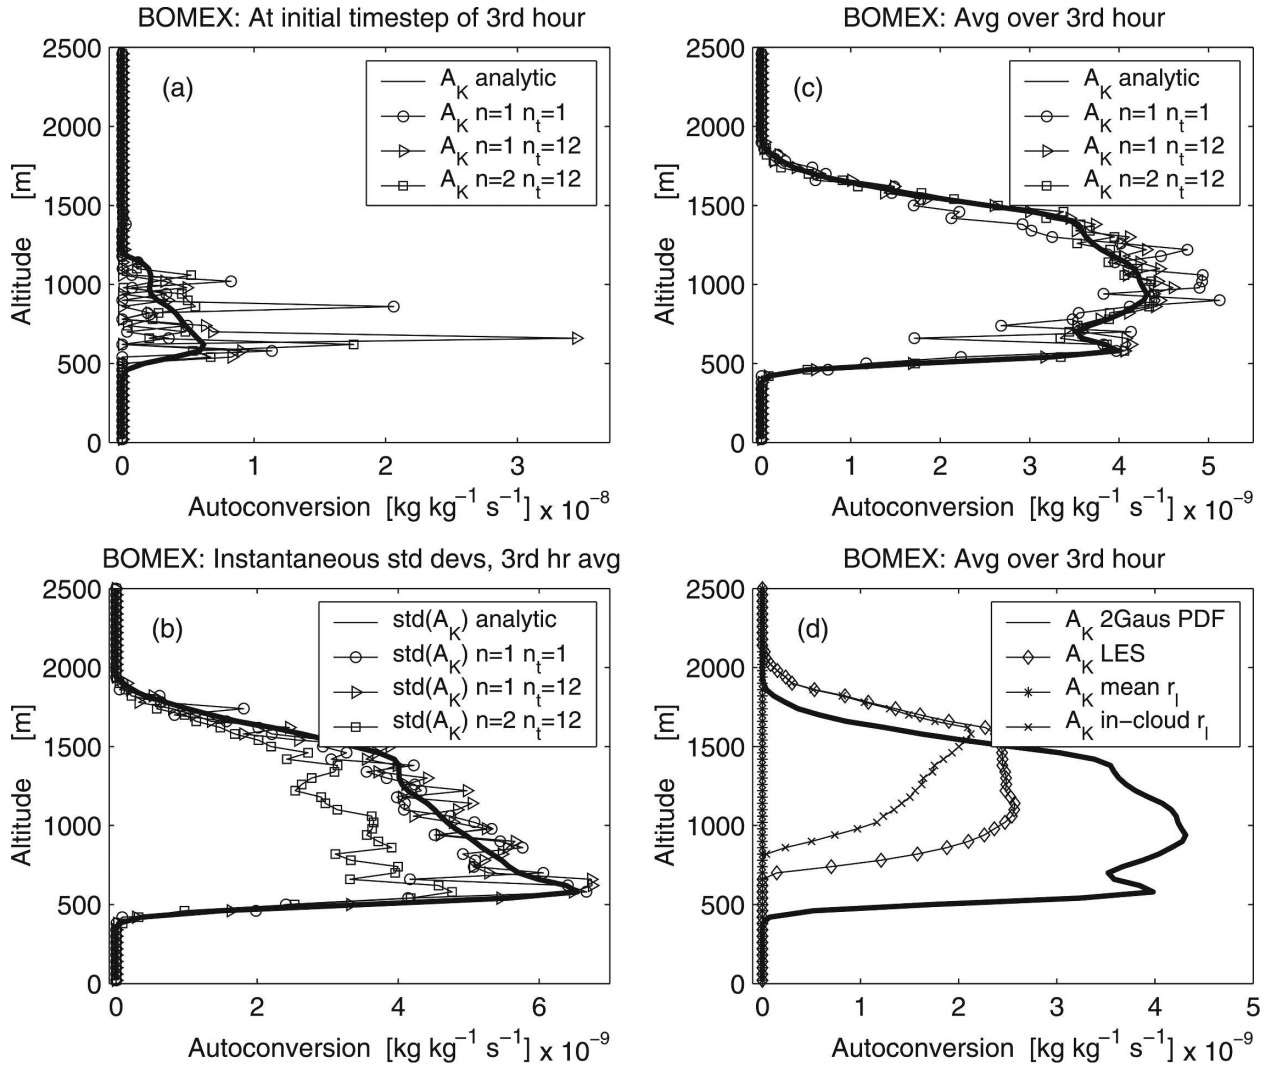 BOMEX: At initial timestep of 3rd hour
(a)
A_K analytic
A_K n=1 n_t=1
A_K n=1 n_t=12
A_K n=2 n_t=12
2500
2000
1500
1000
500
0
Altitude [m]
0 1 2 3
Autoconversion [kg kg⁻¹ s⁻¹] x 10⁻⁸
BOMEX: Avg over 3rd hour
(c)
A_K analytic
A_K n=1 n_t=1
A_K n=1 n_t=12
A_K n=2 n_t=12
2500
2000
1500
1000
500
0
Altitude [m]
0 1 2 3 4 5
Autoconversion [kg kg⁻¹ s⁻¹] x 10⁻⁹
BOMEX: Instantaneous std devs, 3rd hr avg
(b)
std(A_K) analytic
std(A_K) n=1 n_t=1
std(A_K) n=1 n_t=12
std(A_K) n=2 n_t=12
2500
2000
1500
1000
500
0
Altitude [m]
0 2 4 6
Autoconversion [kg kg⁻¹ s⁻¹] x 10⁻⁹
BOMEX: Avg over 3rd hour
(d)
A_K 2Gaus PDF
A_K LES
A_K mean r_l
A_K in-cloud r_l
2500
2000
1500
1000
500
0
Altitude [m]
0 1 2 3 4 5
Autoconversion [kg kg⁻¹ s⁻¹] x 10⁻⁹